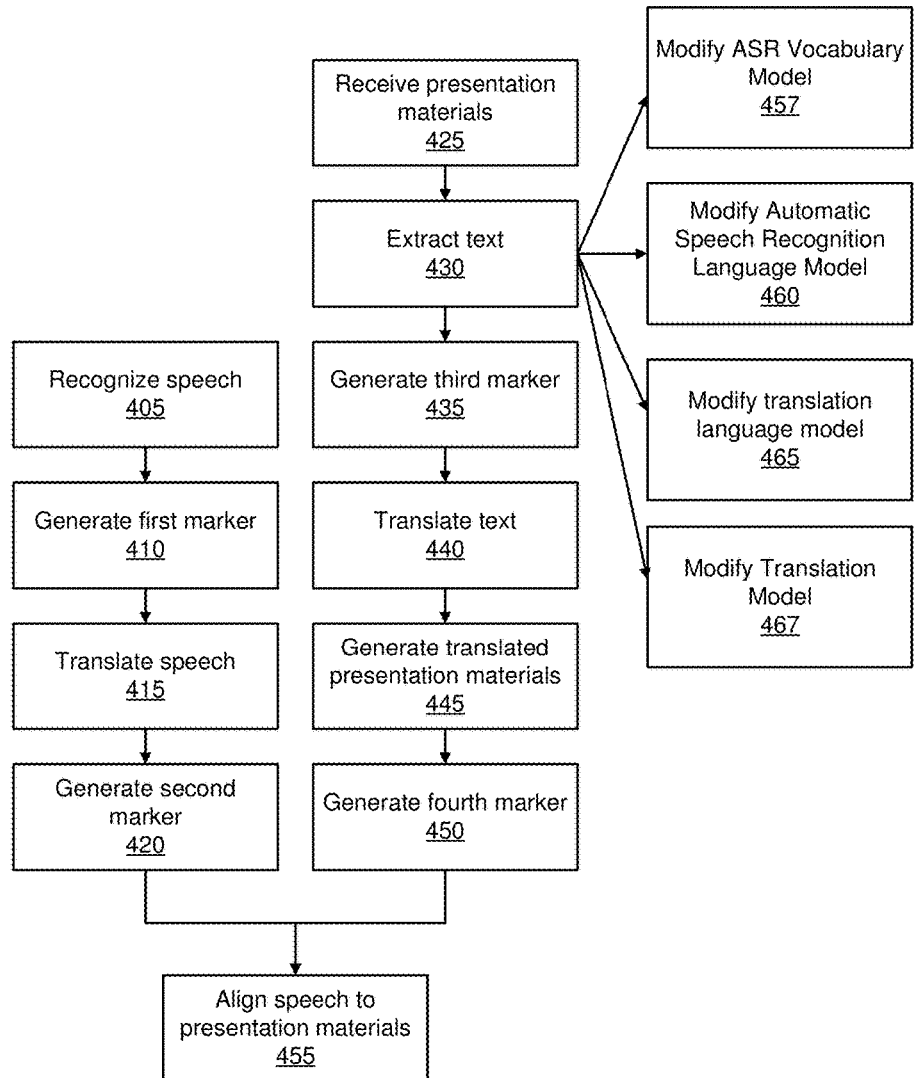 Receive presentation
materials
425
Extract text
430
Generate third marker
435
Translate text
440
Generate translated
presentation materials
445
Generate fourth marker
450
Recognize speech
405
Generate first marker
410
Translate speech
415
Generate second
marker
420
Align speech to
presentation materials
455
Modify ASR Vocabulary
Model
457
Modify Automatic
Speech Recognition
Language Model
460
Modify translation
language model
465
Modify Translation
Model
467